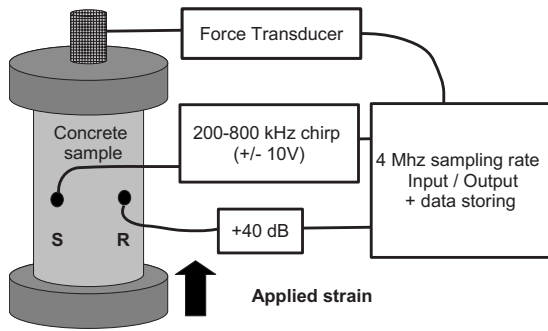 Force Transducer
Concrete
sample
200-800 kHz chirp
(+/- 10V)
4 Mhz sampling rate
Input / Output
+ data storing
S
R
+40 dB
Applied strain